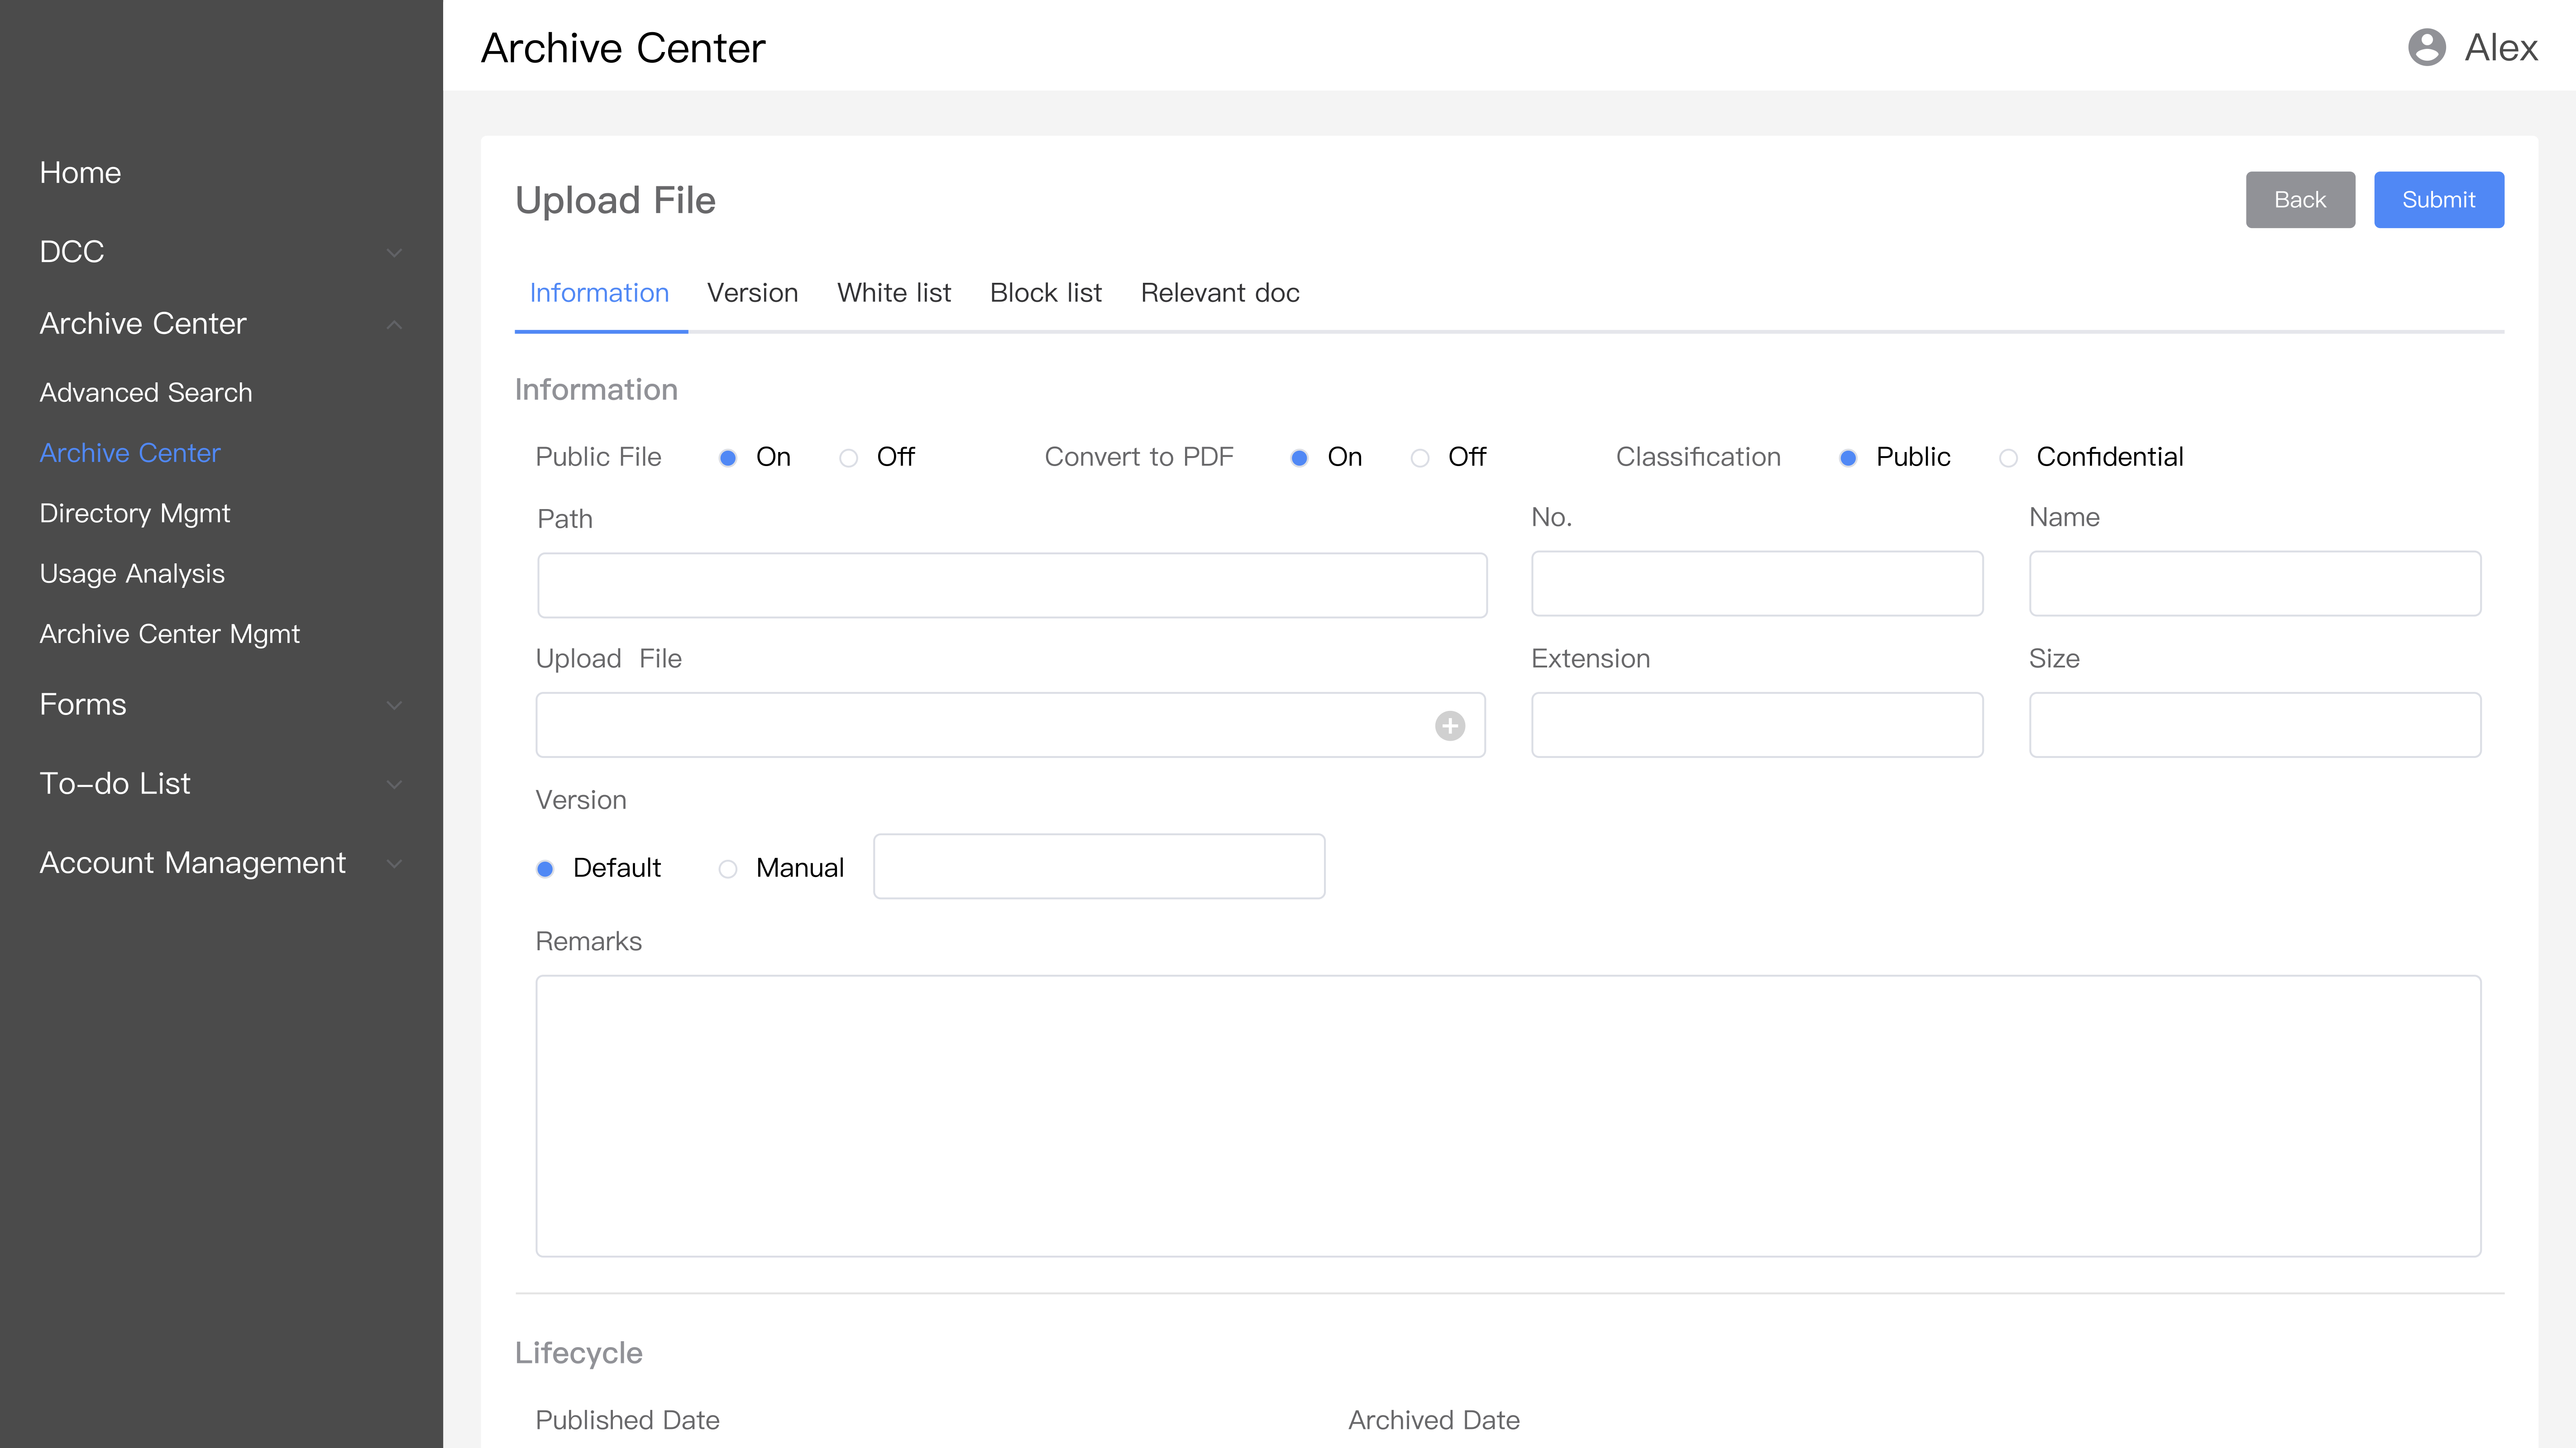 Archive Center
Alex
Home
DCC
Archive Center
Advanced Search
Archive Center
Directory Mgmt
Usage Analysis
Archive Center Mgmt
Forms
To-do List
Account Management
Upload File
Back
Submit
Information
Version
White list
Block list
Relevant doc
Information
Public File
On
Off
Convert to PDF
On
Off
Classification
Public
Confidential
Path
No.
Name
Upload File
Extension
Size
Version
Default
Manual
Remarks
Lifecycle
Published Date
Archived Date